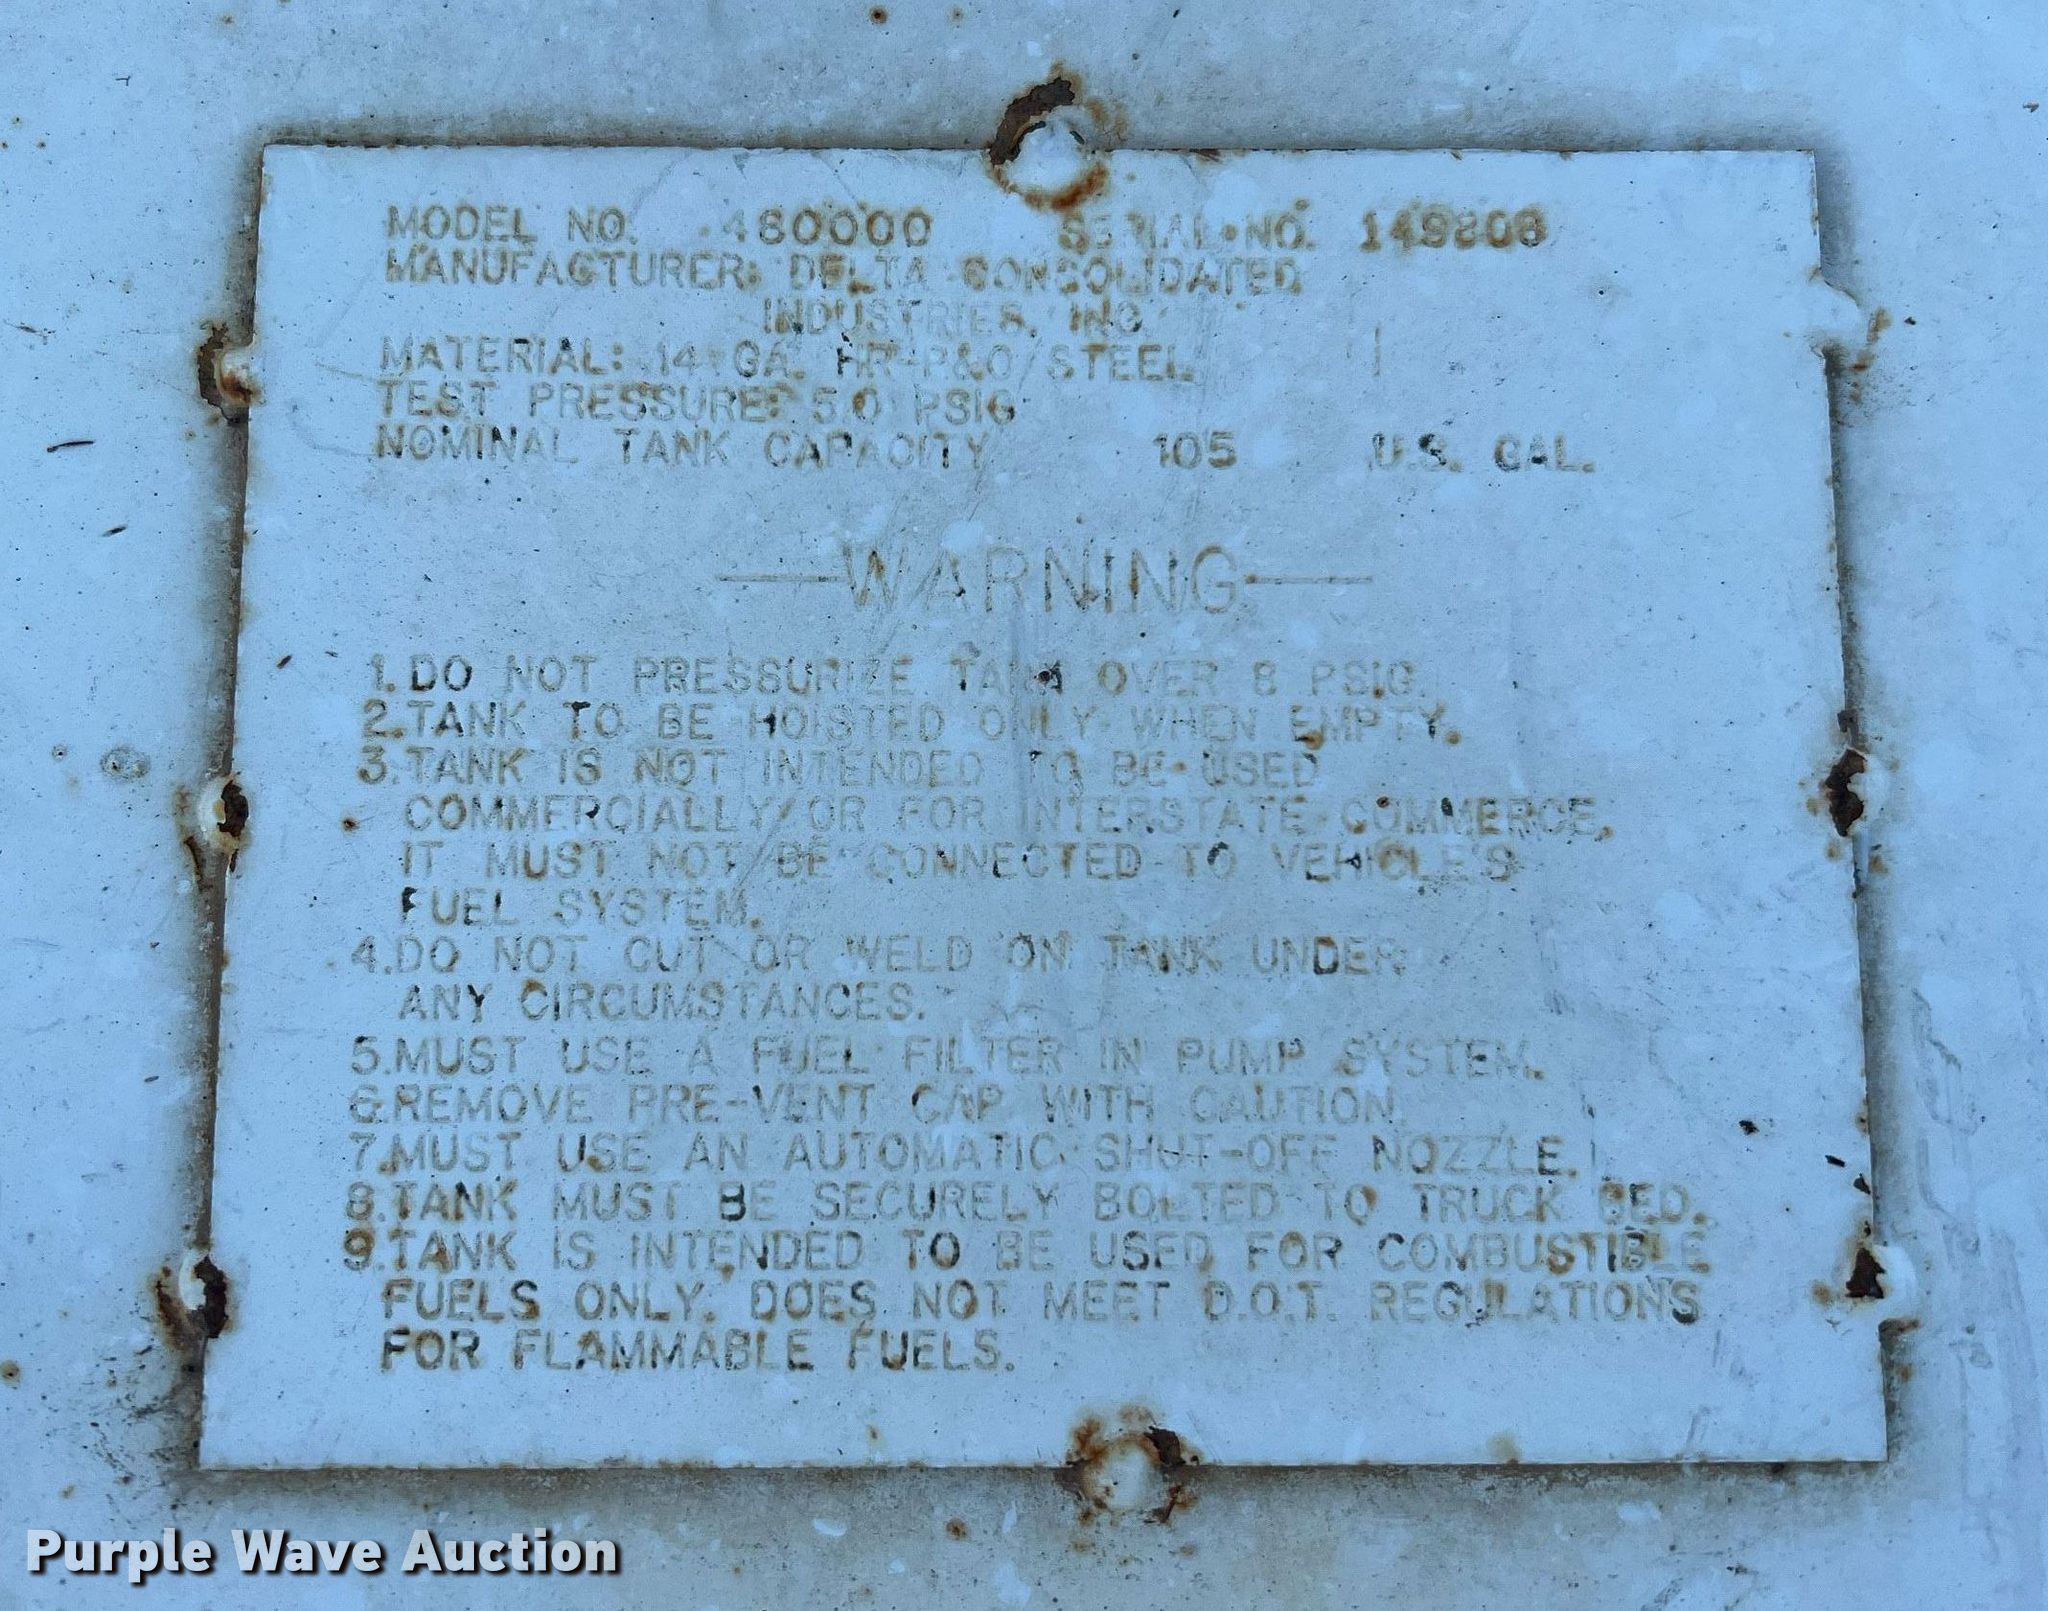 MODEL NO. 480000 SERIAL NO. 149806
MANUFACTURER: DELTA CONSOLIDATED
INDUSTRIES, INC.
MATERIAL: 14 GA. HR-P&O STEEL
TEST PRESSURE: 5.0 PSIG
NOMINAL TANK CAPACITY 105 U.S. GAL.
—WARNING—
1. DO NOT PRESSURIZE TANK OVER 8 PSIG.
2. TANK TO BE HOISTED ONLY WHEN EMPTY.
3. TANK IS NOT INTENDED TO BE USED
COMMERCIALLY OR FOR INTERSTATE COMMERCE,
IT MUST NOT BE CONNECTED TO VEHICLE'S
FUEL SYSTEM.
4. DO NOT CUT OR WELD ON TANK UNDER
ANY CIRCUMSTANCES.
5. MUST USE A FUEL FILTER IN PUMP SYSTEM.
6. REMOVE PRE-VENT CAP WITH CAUTION.
7. MUST USE AN AUTOMATIC SHUT-OFF NOZZLE.
8. TANK MUST BE SECURELY BOLTED TO TRUCK BED.
9. TANK IS INTENDED TO BE USED FOR COMBUSTIBLE
FUELS ONLY. DOES NOT MEET D.O.T. REGULATIONS
FOR FLAMMABLE FUELS.
Purple Wave Auction